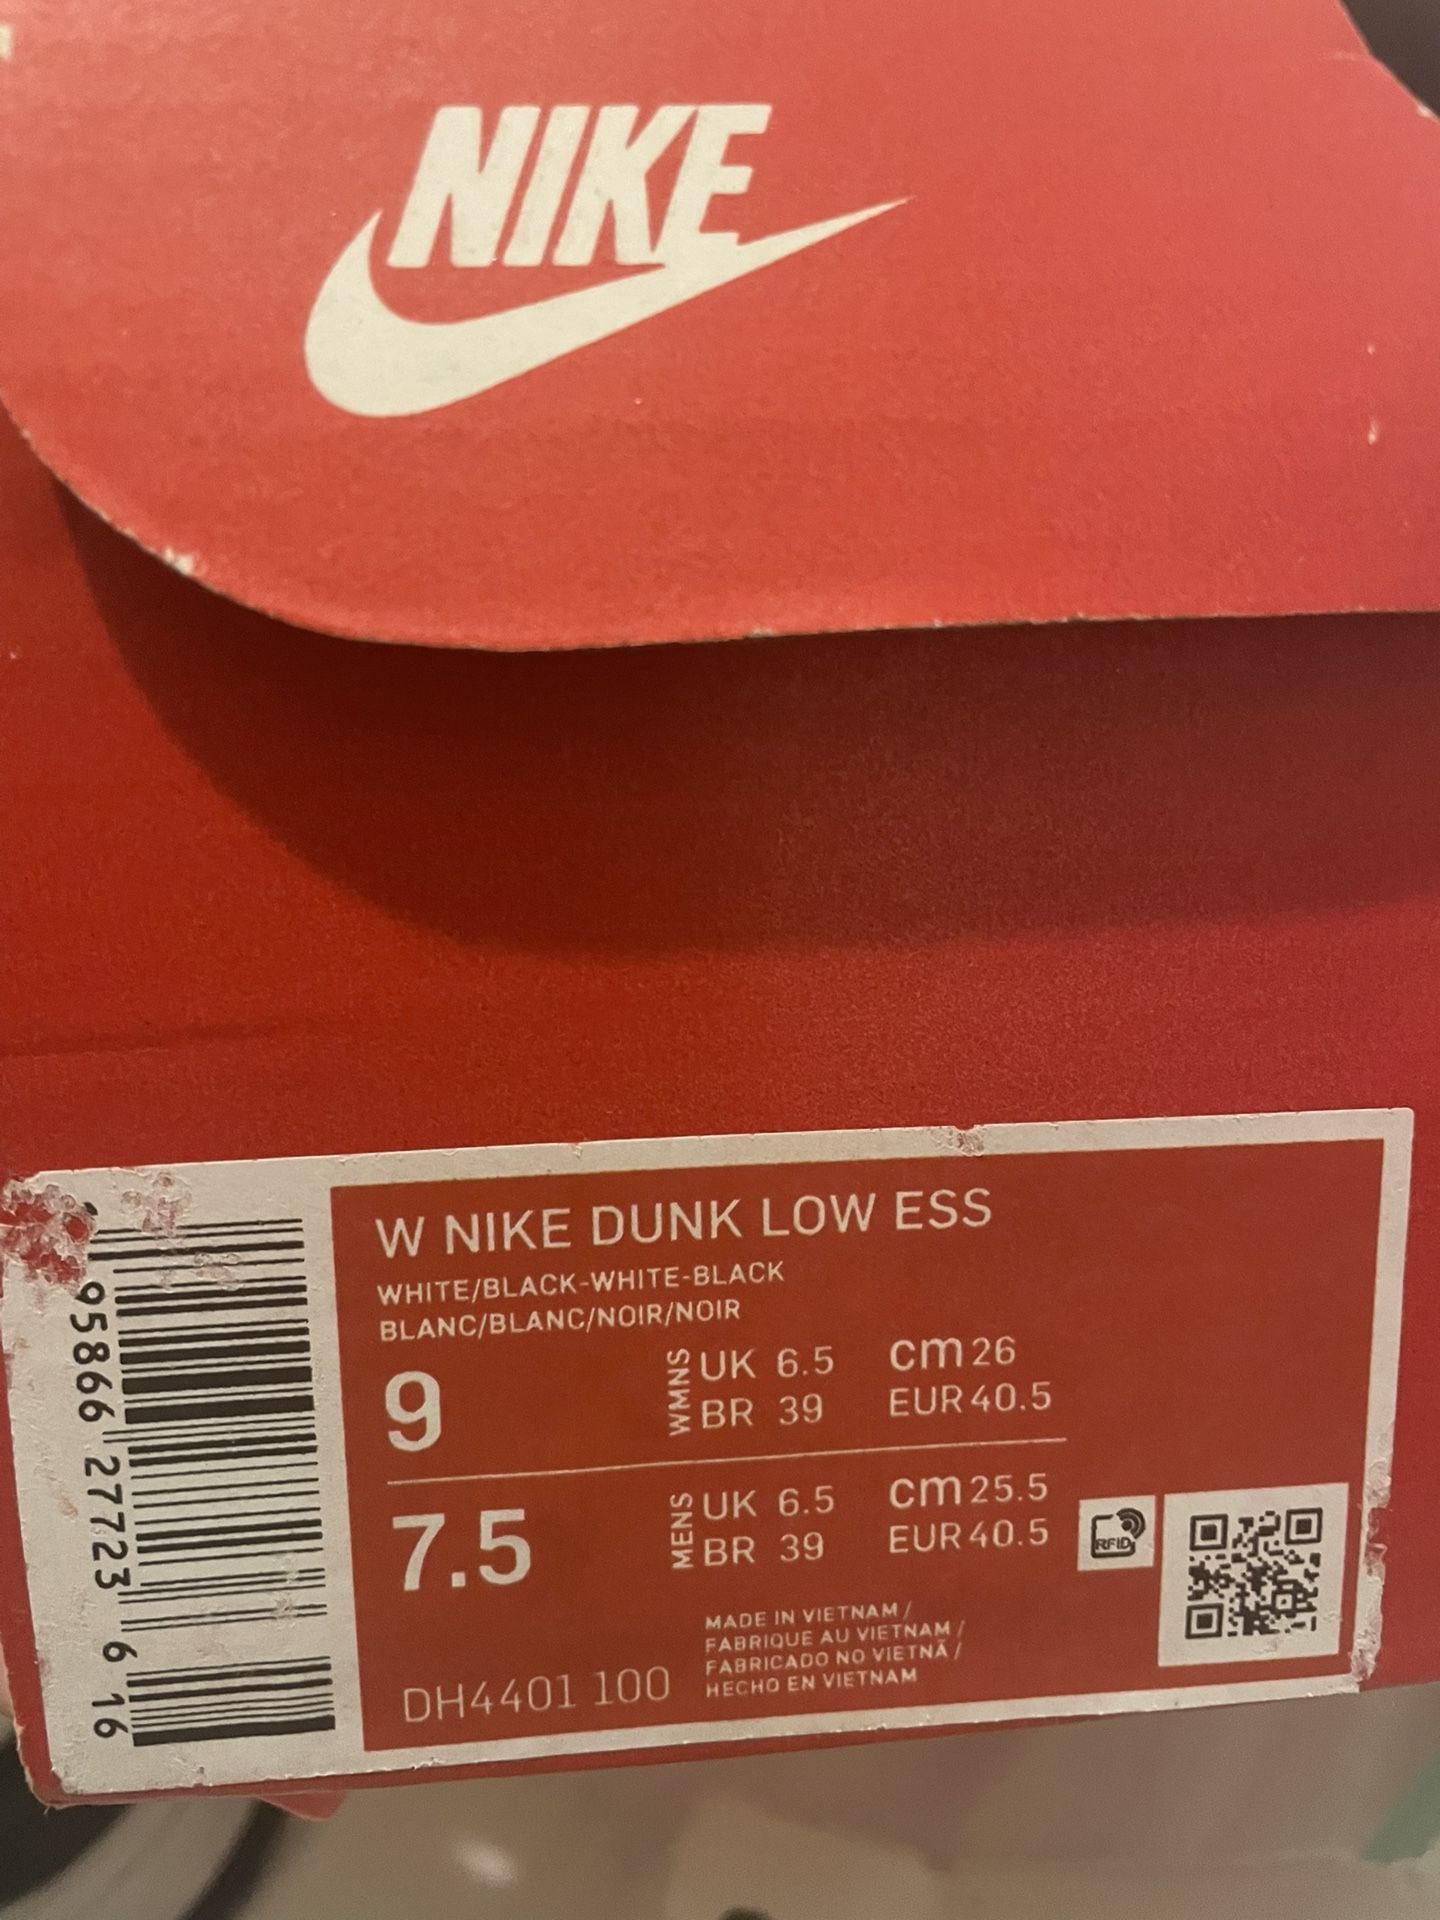 NIKE
W NIKE DUNK LOW ESS
WHITE/BLACK-WHITE-BLACK
BLANC/BLANC/NOIR/NOIR
9
WMNS
UK 6.5 cm 26
BR 39 EUR 40.5
7.5
MENS
UK 6.5 cm 25.5
BR 39 EUR 40.5
RFID
MADE IN VIETNAM /
FABRIQUE AU VIETNAM /
FABRICADO NO VIETNÃ /
HECHO EN VIETNAM
DH4401 100
95866 27723 6 16